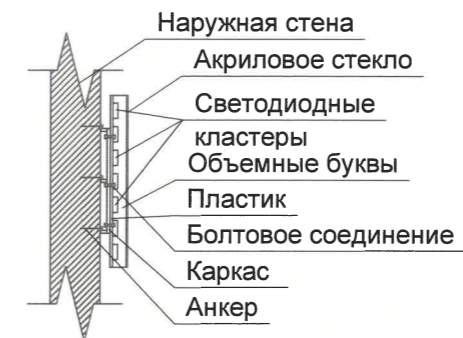 Наружная стена
Акриловое стекло
Светодиодные
кластеры
Объемные буквы
Пластик
Болтовое соединение
Каркас
Анкер